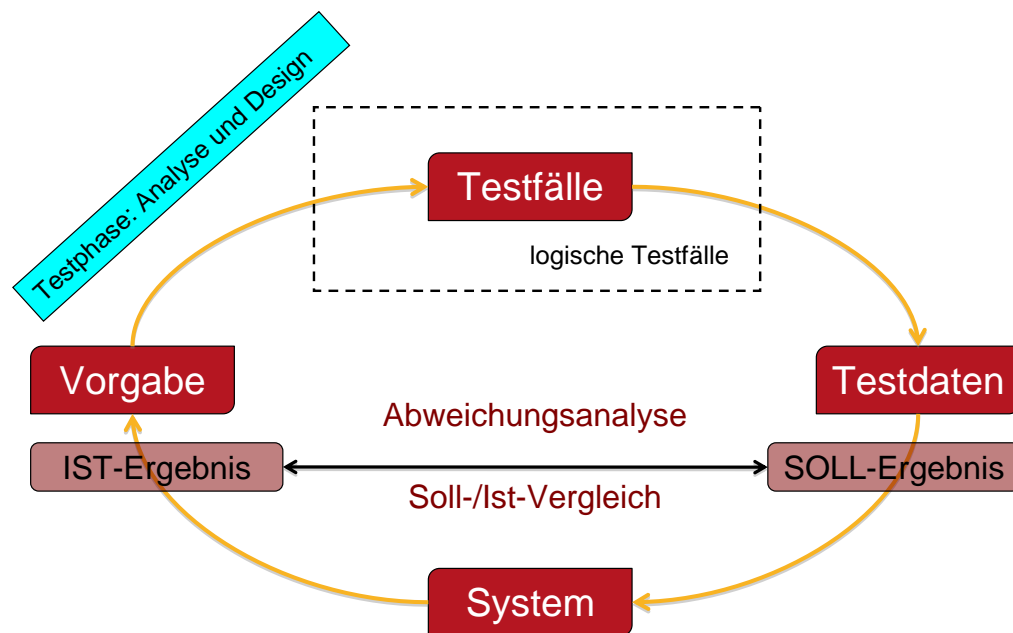 Testphase: Analyse und Design
Testfälle
logische Testfälle
Vorgabe
Testdaten
Abweichungsanalyse
IST-Ergebnis
SOLL-Ergebnis
Soll-/Ist-Vergleich
System